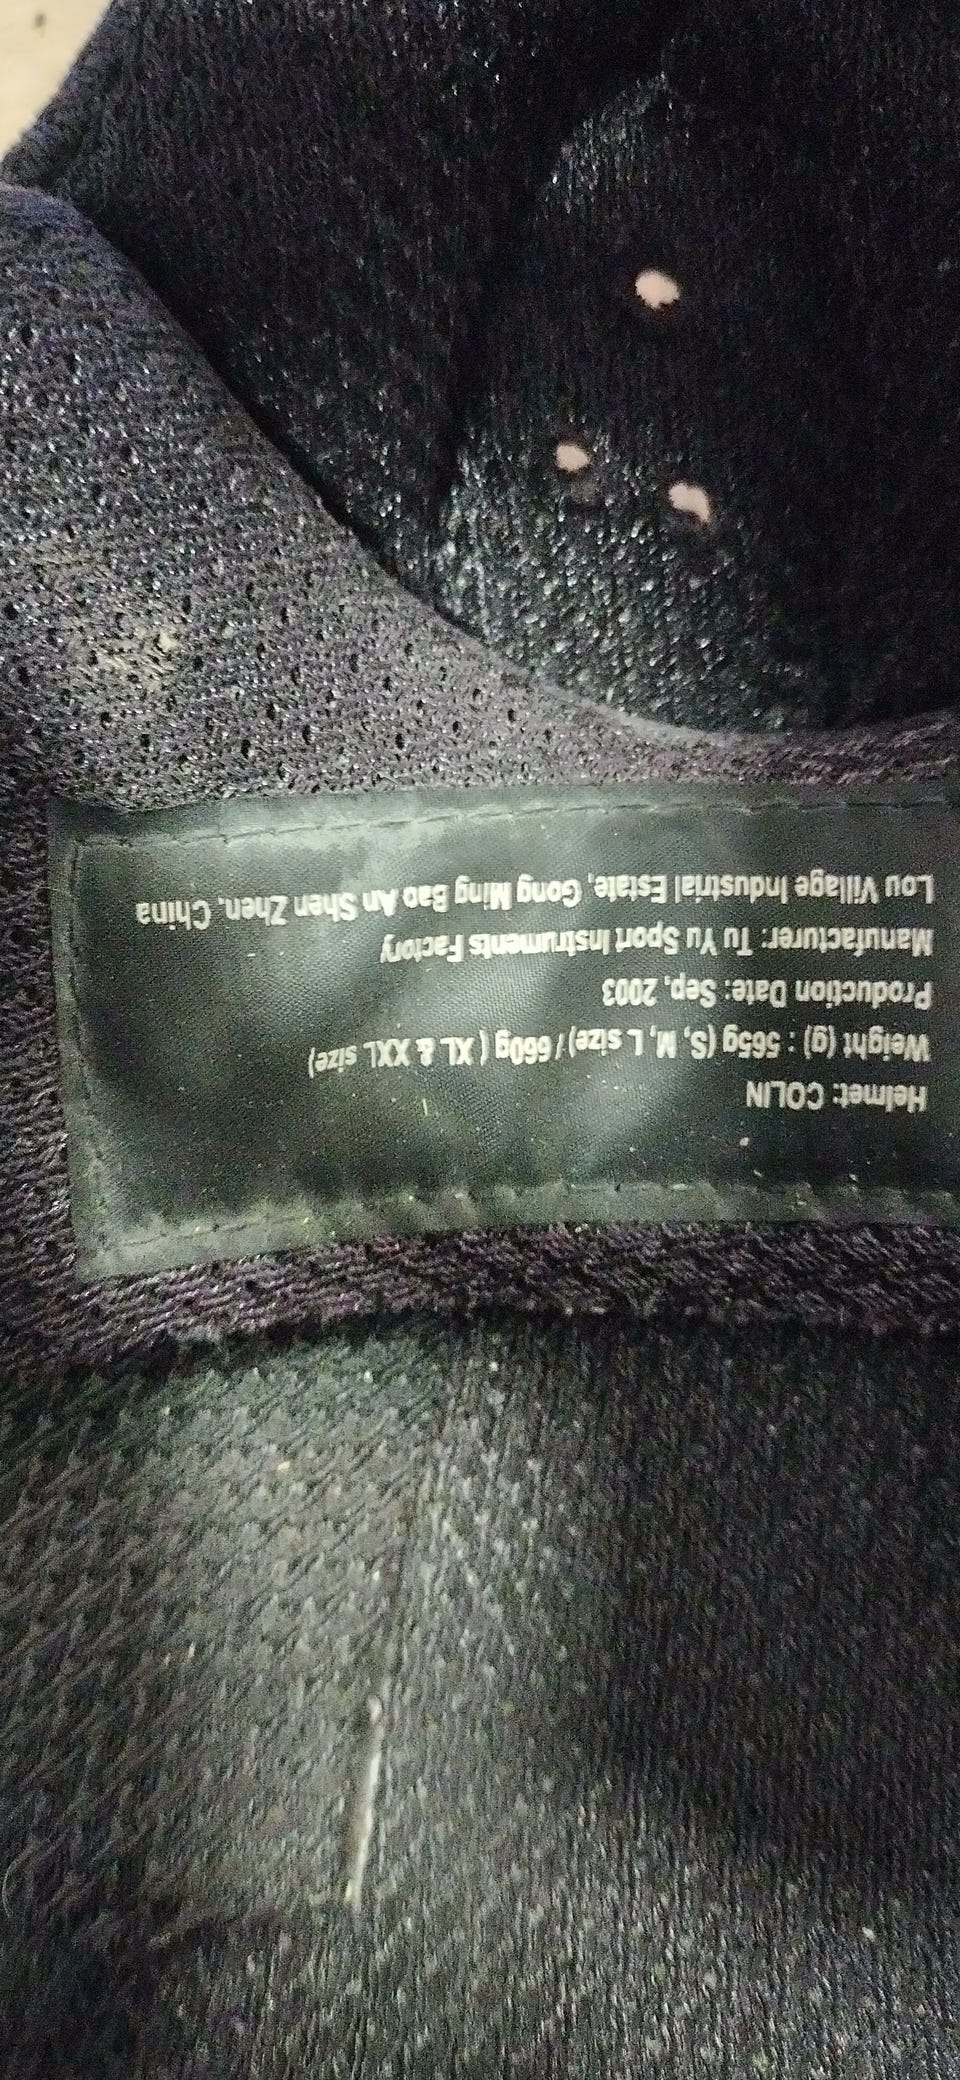 Helmet: COLIN
Weight (g) : 565g (S, M, L size) / 660g ( XL & XXL size)
Production Date: Sep, 2003
Manufacturer: Tu Yu Sport Instruments Factory
Lou Village Industrial Estate, Gong Ming Bao An Shen Zhen, China